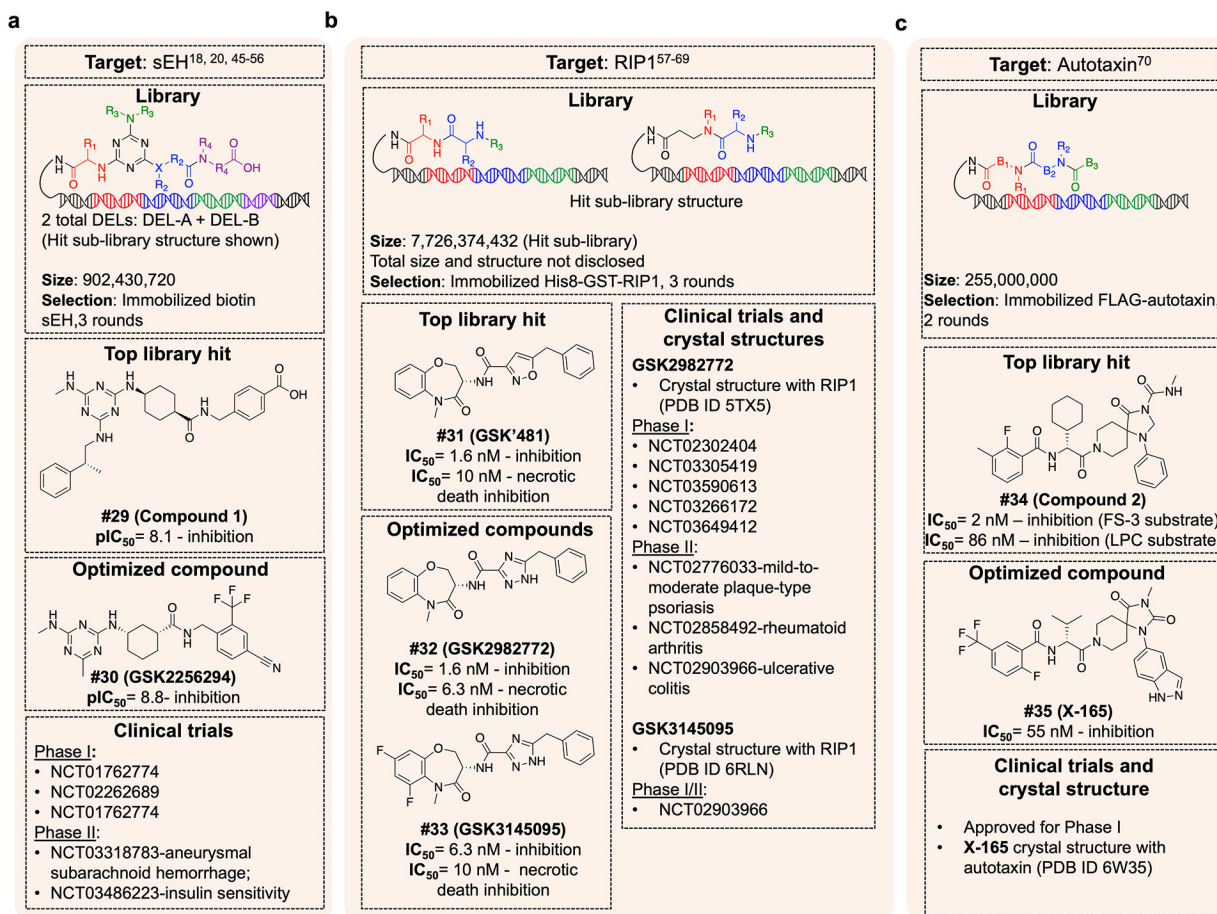 a
Target: sEH18, 20, 45-56
Library
R3
R3
N
R1
R4
R2
R2
R4
H
N
O
H
N
N
N
N
X
O
N
O
OH
2 total DELs: DEL-A + DEL-B
(Hit sub-library structure shown)
Size: 902,430,720
Selection: Immobilized biotin
sEH,3 rounds
Top library hit
#29 (Compound 1)
pIC50= 8.1 - inhibition
Optimized compound
#30 (GSK2256294)
pIC50= 8.8- inhibition
Clinical trials
Phase I:
• NCT01762774
• NCT02262689
• NCT01762774
Phase II:
• NCT03318783-aneurysmal
subarachnoid hemorrhage;
• NCT03486223-insulin sensitivity
b
Target: RIP157-69
Library
Hit sub-library structure
Size: 7,726,374,432 (Hit sub-library)
Total size and structure not disclosed
Selection: Immobilized His8-GST-RIP1, 3 rounds
Top library hit
#31 (GSK’481)
IC50= 1.6 nM - inhibition
IC50= 10 nM - necrotic
death inhibition
Optimized compounds
#32 (GSK2982772)
IC50= 1.6 nM - inhibition
IC50= 6.3 nM - necrotic
death inhibition
#33 (GSK3145095)
IC50= 6.3 nM - inhibition
IC50= 10 nM - necrotic
death inhibition
Clinical trials and
crystal structures
GSK2982772
• Crystal structure with RIP1
(PDB ID 5TX5)
Phase I:
• NCT02302404
• NCT03305419
• NCT03590613
• NCT03266172
• NCT03649412
Phase II:
• NCT02776033-mild-to-
moderate plaque-type
psoriasis
• NCT02858492-rheumatoid
arthritis
• NCT02903966-ulcerative
colitis
GSK3145095
• Crystal structure with RIP1
(PDB ID 6RLN)
Phase I/II:
• NCT02903966
c
Target: Autotaxin70
Library
Size: 255,000,000
Selection: Immobilized FLAG-autotaxin
2 rounds
Top library hit
#34 (Compound 2)
IC50= 2 nM – inhibition (FS-3 substrate)
IC50= 86 nM – inhibition (LPC substrate
Optimized compound
#35 (X-165)
IC50= 55 nM - inhibition
Clinical trials and
crystal structure
• Approved for Phase I
• X-165 crystal structure with
autotaxin (PDB ID 6W35)